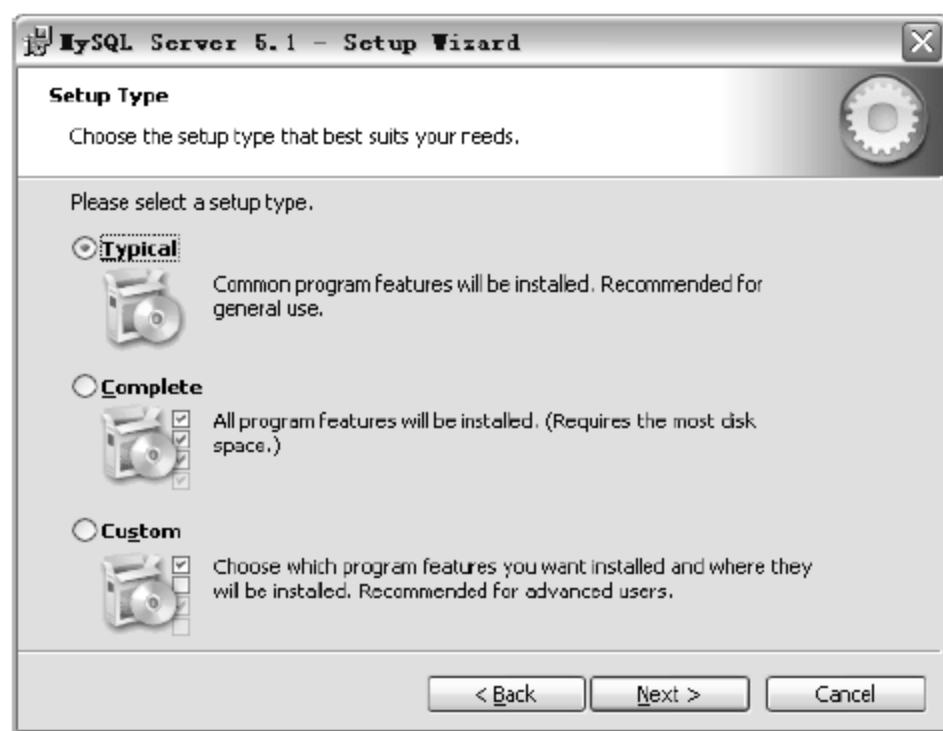 MySQL Server 5.1 - Setup Wizard
Setup Type
Choose the setup type that best suits your needs.
Please select a setup type.
Typical
Common program features will be installed. Recommended for
general use.
Complete
All program features will be installed. (Requires the most disk
space.)
Custom
Choose which program features you want installed and where they
will be installed. Recommended for advanced users.
< Back
Next >
Cancel